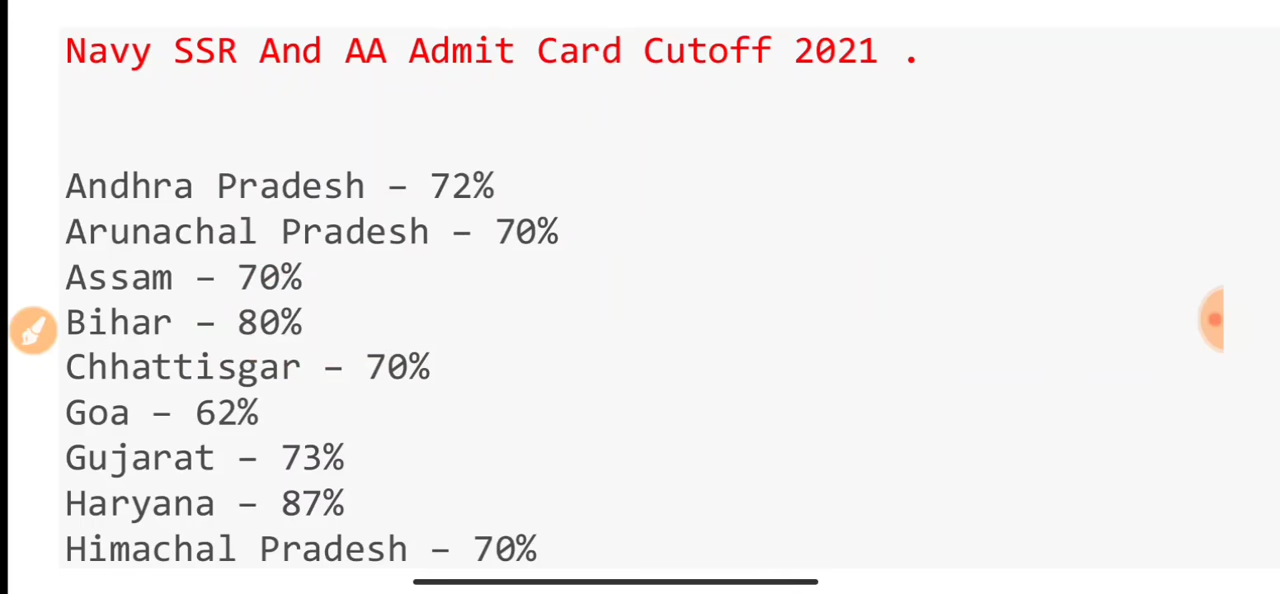 Navy SSR And AA Admit Card Cutoff 2021 .
Andhra Pradesh – 72%
Arunachal Pradesh – 70%
Assam – 70%
Bihar – 80%
Chhattisgar – 70%
Goa – 62%
Gujarat – 73%
Haryana – 87%
Himachal Pradesh – 70%